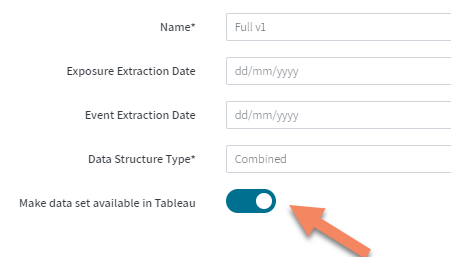 Name* Full v1
Exposure Extraction Date dd/mm/yyyy
Event Extraction Date dd/mm/yyyy
Data Structure Type* Combined
Make data set available in Tableau